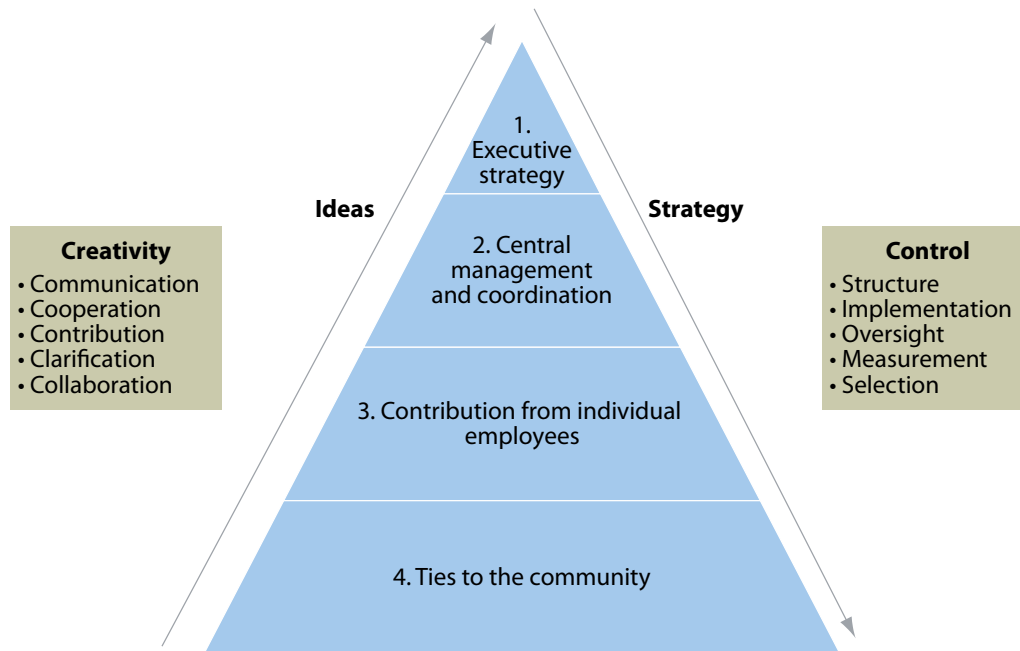 1.
Executive
strategy
Ideas
Strategy
2. Central
management
and coordination
Creativity
• Communication
• Cooperation
• Contribution
• Clarification
• Collaboration
Control
• Structure
• Implementation
• Oversight
• Measurement
• Selection
3. Contribution from individual
employees
4. Ties to the community